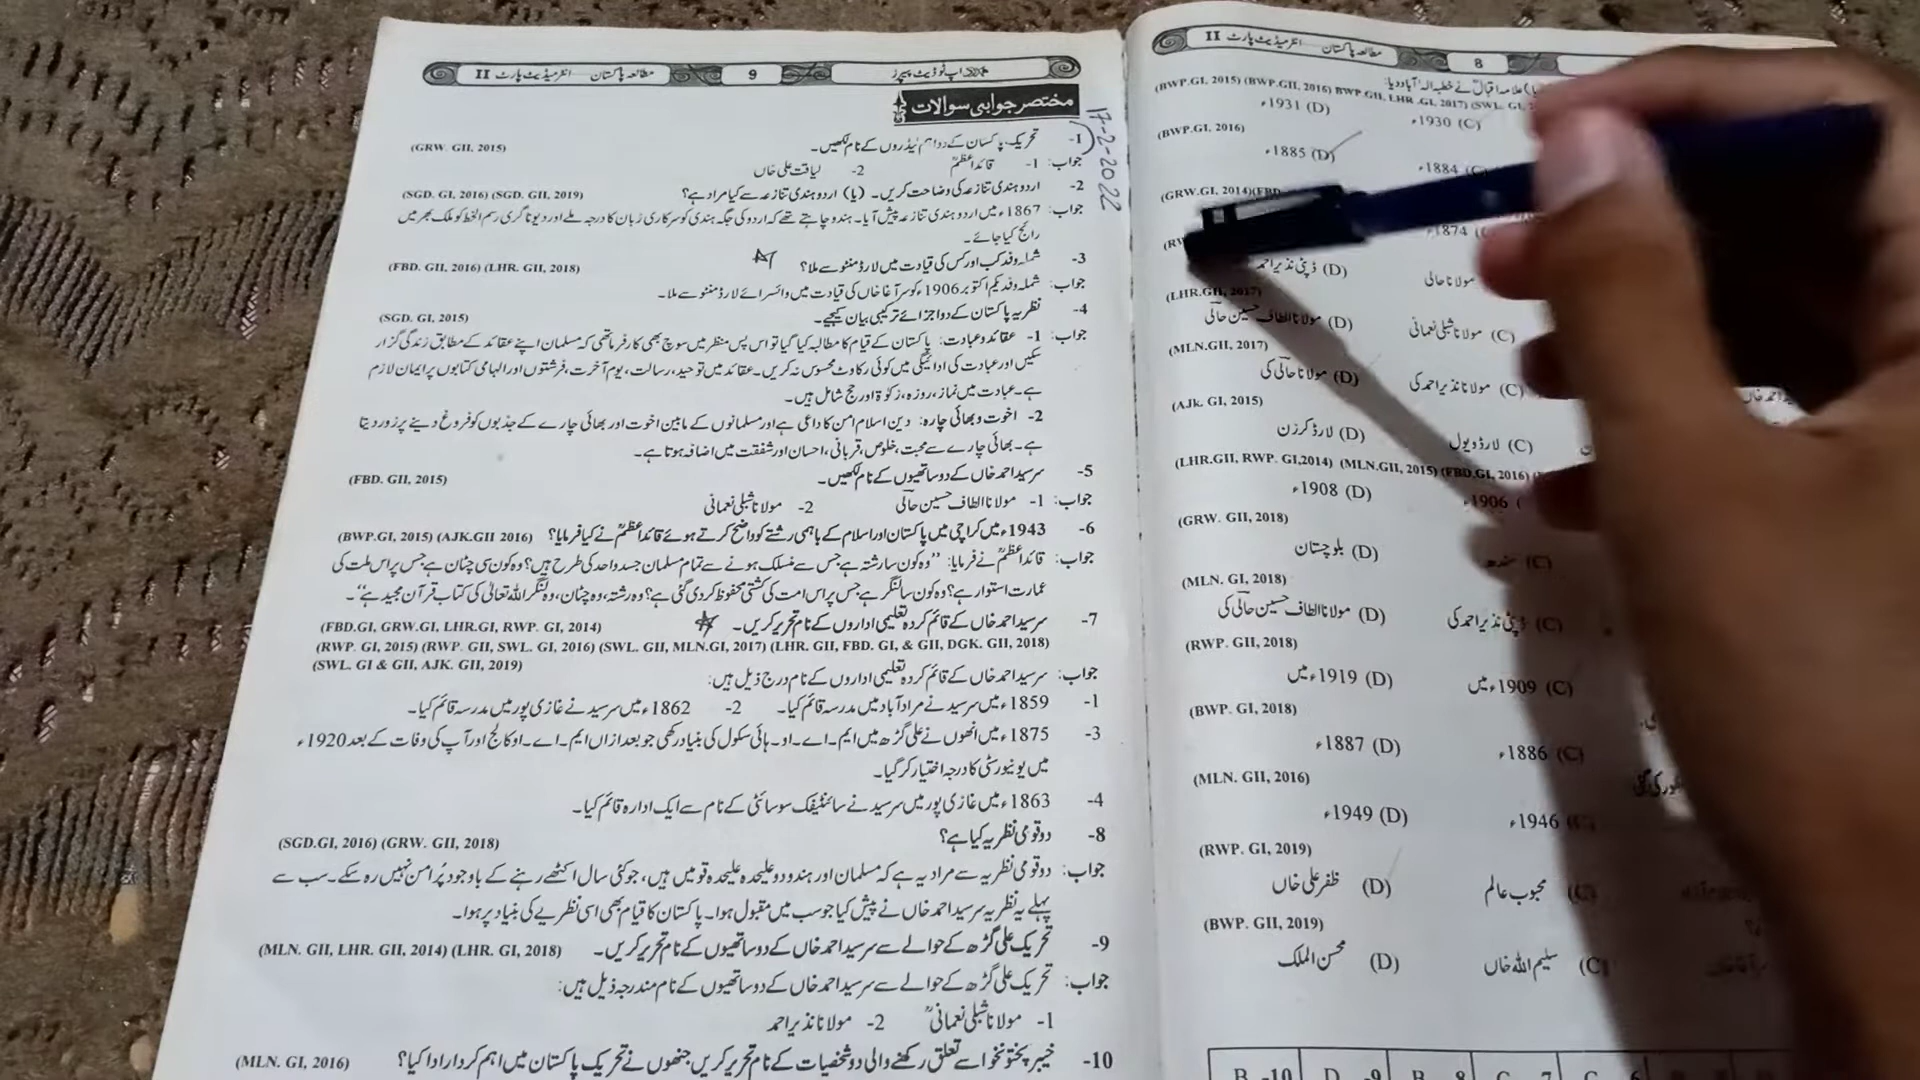 مطالعہ پاکستان انٹرمیڈیٹ پارٹ II
8
(یا) علامہ اقبالؒ نے خطبہ الہ آباد دیا:
(BWP.GI, 2015) (BWP.GII, 2016) BWP GII, LHR .GI, 2017) (SWL. GI,
(C) 1930ء (D) 1931ء
(BWP.GI, 2016)
(C) 1884ء (D) 1885ء
(GRW.GI, 2014)(FBD
1874ء
مولانا حالی (D) ڈپٹی نذیر احمد
(LHR.GII, 2017)
(C) مولانا شبلی نعمانی (D) مولانا الطاف حسین حالی
(MLN.GII, 2017)
(C) مولانا نذیر احمد کی (D) مولانا حالی کی
(AJk. GI, 2015)
(C) لارڈ ویول (D) لارڈ کرزن
(LHR.GII, RWP. GI,2014) (MLN.GII, 2015) (FBD.GI, 2016)
1906ء (D) 1908ء
(GRW. GII, 2018)
(C) سندھ (D) بلوچستان
(MLN. GI, 2018)
(C) ڈپٹی نذیر احمد کی (D) مولانا الطاف حسین حالی کی
(RWP. GII, 2018)
(C) 1909ء میں (D) 1919ء میں
(BWP. GI, 2018)
(C) 1886ء (D) 1887ء
(MLN. GII, 2016)
1946ء (D) 1949ء
(RWP. GI, 2019)
محبوب عالم (D) ظفر علی خاں
(BWP. GII, 2019)
(C) سلیم اللہ خاں (D) محسن الملک
مطالعہ پاکستان انٹرمیڈیٹ پارٹ II
9
اپ ٹو ڈیٹ پیپرز
17-2-2022
مختصر جوابی سوالات
1- تحریک پاکستان کے دو اہم لیڈروں کے نام لکھیں۔ (GRW. GII, 2015)
جواب: 1- قائداعظمؒ 2- لیاقت علی خاں
2- اردو ہندی تنازعہ کی وضاحت کریں۔ (یا) اردو ہندی تنازعہ سے کیا مراد ہے؟ (SGD. GI, 2016) (SGD. GII, 2019)
جواب: 1867ء میں اردو ہندی تنازعہ پیش آیا۔ ہندو چاہتے تھے کہ اردو کی جگہ ہندی کو سرکاری زبان کا درجہ ملے اور دیوناگری رسم الخط کو ملک بھر میں
رائج کیا جائے۔
3- شملہ وفد کب اور کس کی قیادت میں لارڈ منٹو سے ملا؟ (FBD. GII, 2016) (LHR. GII, 2018)
جواب: شملہ وفد یکم اکتوبر 1906ء کو سر آغا خاں کی قیادت میں وائسرائے لارڈ منٹو سے ملا۔
4- نظریہ پاکستان کے دو اجزائے ترکیبی بیان کیجیے۔ (SGD. GI, 2015)
جواب: 1- عقائد و عبادت: پاکستان کے قیام کا مطالبہ کیا گیا تو اس پس منظر میں سوچ بھی کارفرما تھی کہ مسلمان اپنے عقائد کے مطابق زندگی گزار
سکیں اور عبادت کی ادائیگی میں کوئی رکاوٹ محسوس نہ کریں۔ عقائد میں توحید، رسالت، یوم آخرت، فرشتوں اور الہامی کتابوں پر ایمان لازم
ہے۔ عبادت میں نماز، روزہ، زکوٰۃ اور حج شامل ہیں۔
2- اخوت و بھائی چارہ: دین اسلام امن کا داعی ہے اور مسلمانوں کے مابین اخوت اور بھائی چارے کے جذبوں کو فروغ دینے پر زور دیتا
ہے۔ بھائی چارے سے محبت، خلوص، قربانی، احسان اور شفقت میں اضافہ ہوتا ہے۔
5- سرسید احمد خاں کے دو ساتھیوں کے نام لکھیں۔ (FBD. GII, 2015)
جواب: 1- مولانا الطاف حسین حالی 2- مولانا شبلی نعمانی
6- 1943ء میں کراچی میں پاکستان اور اسلام کے باہمی رشتے کو واضح کرتے ہوئے قائداعظمؒ نے کیا فرمایا؟ (BWP.GI, 2015) (AJK.GII 2016)
جواب: قائداعظمؒ نے فرمایا: "وہ کون سا رشتہ ہے جس سے منسلک ہونے سے تمام مسلمان جسد واحد کی طرح ہیں؟ وہ کون سی چٹان ہے جس پر اس ملت کی
عمارت استوار ہے؟ وہ کون سا لنگر ہے جس پر اس امت کی کشتی محفوظ کر دی گئی ہے؟ وہ رشتہ، وہ چٹان، وہ لنگر اللہ تعالیٰ کی کتاب قرآن مجید ہے"۔
7- سرسید احمد خاں کے قائم کردہ تعلیمی اداروں کے نام تحریر کریں۔ (FBD.GI, GRW.GI, LHR.GI, RWP. GI, 2014)
(RWP. GI, 2015) (RWP. GII, SWL. GI, 2016) (SWL. GII, MLN.GI, 2017) (LHR. GII, FBD. GI, & GII, DGK. GII, 2018)
(SWL. GI & GII, AJK. GII, 2019)
جواب: سرسید احمد خاں کے قائم کردہ تعلیمی اداروں کے نام درج ذیل ہیں:
1- 1859ء میں سرسید نے مراد آباد میں مدرسہ قائم کیا۔ 2- 1862ء میں سرسید نے غازی پور میں مدرسہ قائم کیا۔
3- 1875ء میں انھوں نے علی گڑھ میں ایم۔اے۔او۔ ہائی سکول کی بنیاد رکھی جو بعد ازاں ایم۔اے۔او کالج اور آپ کی وفات کے بعد 1920ء
میں یونیورسٹی کا درجہ اختیار کر گیا۔
4- 1863ء میں غازی پور میں سرسید نے سائنٹیفک سوسائٹی کے نام سے ایک ادارہ قائم کیا۔
8- دو قومی نظریہ کیا ہے؟ (SGD.GI, 2016) (GRW. GII, 2018)
جواب: دو قومی نظریہ سے مراد یہ ہے کہ مسلمان اور ہندو دو علیحدہ علیحدہ قومیں ہیں، جو کئی سال اکٹھے رہنے کے باوجود پُرامن نہیں رہ سکے۔ سب سے
پہلے یہ نظریہ سرسید احمد خاں نے پیش کیا جو سب میں مقبول ہوا۔ پاکستان کا قیام بھی اسی نظریے کی بنیاد پر ہوا۔
9- تحریک علی گڑھ کے حوالے سے سرسید احمد خاں کے دو ساتھیوں کے نام تحریر کریں۔ (MLN. GII, LHR. GII, 2014) (LHR. GI, 2018)
جواب: تحریک علی گڑھ کے حوالے سے سرسید احمد خاں کے دو ساتھیوں کے نام مندرجہ ذیل ہیں:
1- مولانا شبلی نعمانیؒ 2- مولانا نذیر احمد
10- خیبر پختونخوا سے تعلق رکھنے والی دو شخصیات کے نام تحریر کریں جنھوں نے تحریک پاکستان میں اہم کردار ادا کیا؟ (MLN. GI, 2016)